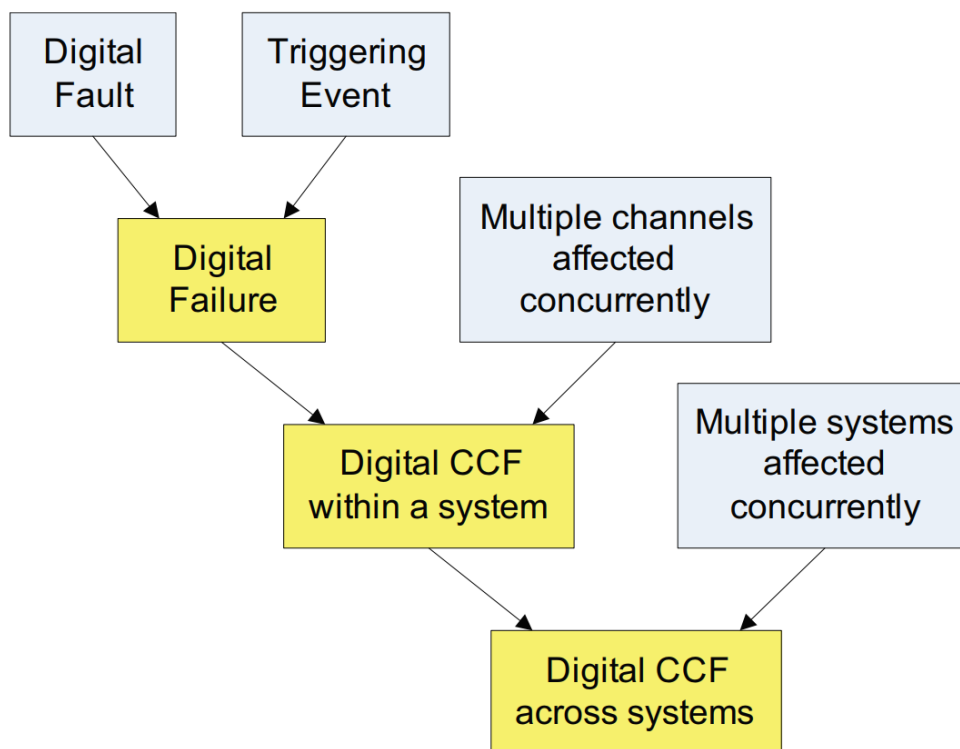 Digital
Fault
Triggering
Event
Digital
Failure
Multiple channels
affected
concurrently
Digital CCF
within a system
Multiple systems
affected
concurrently
Digital CCF
across systems